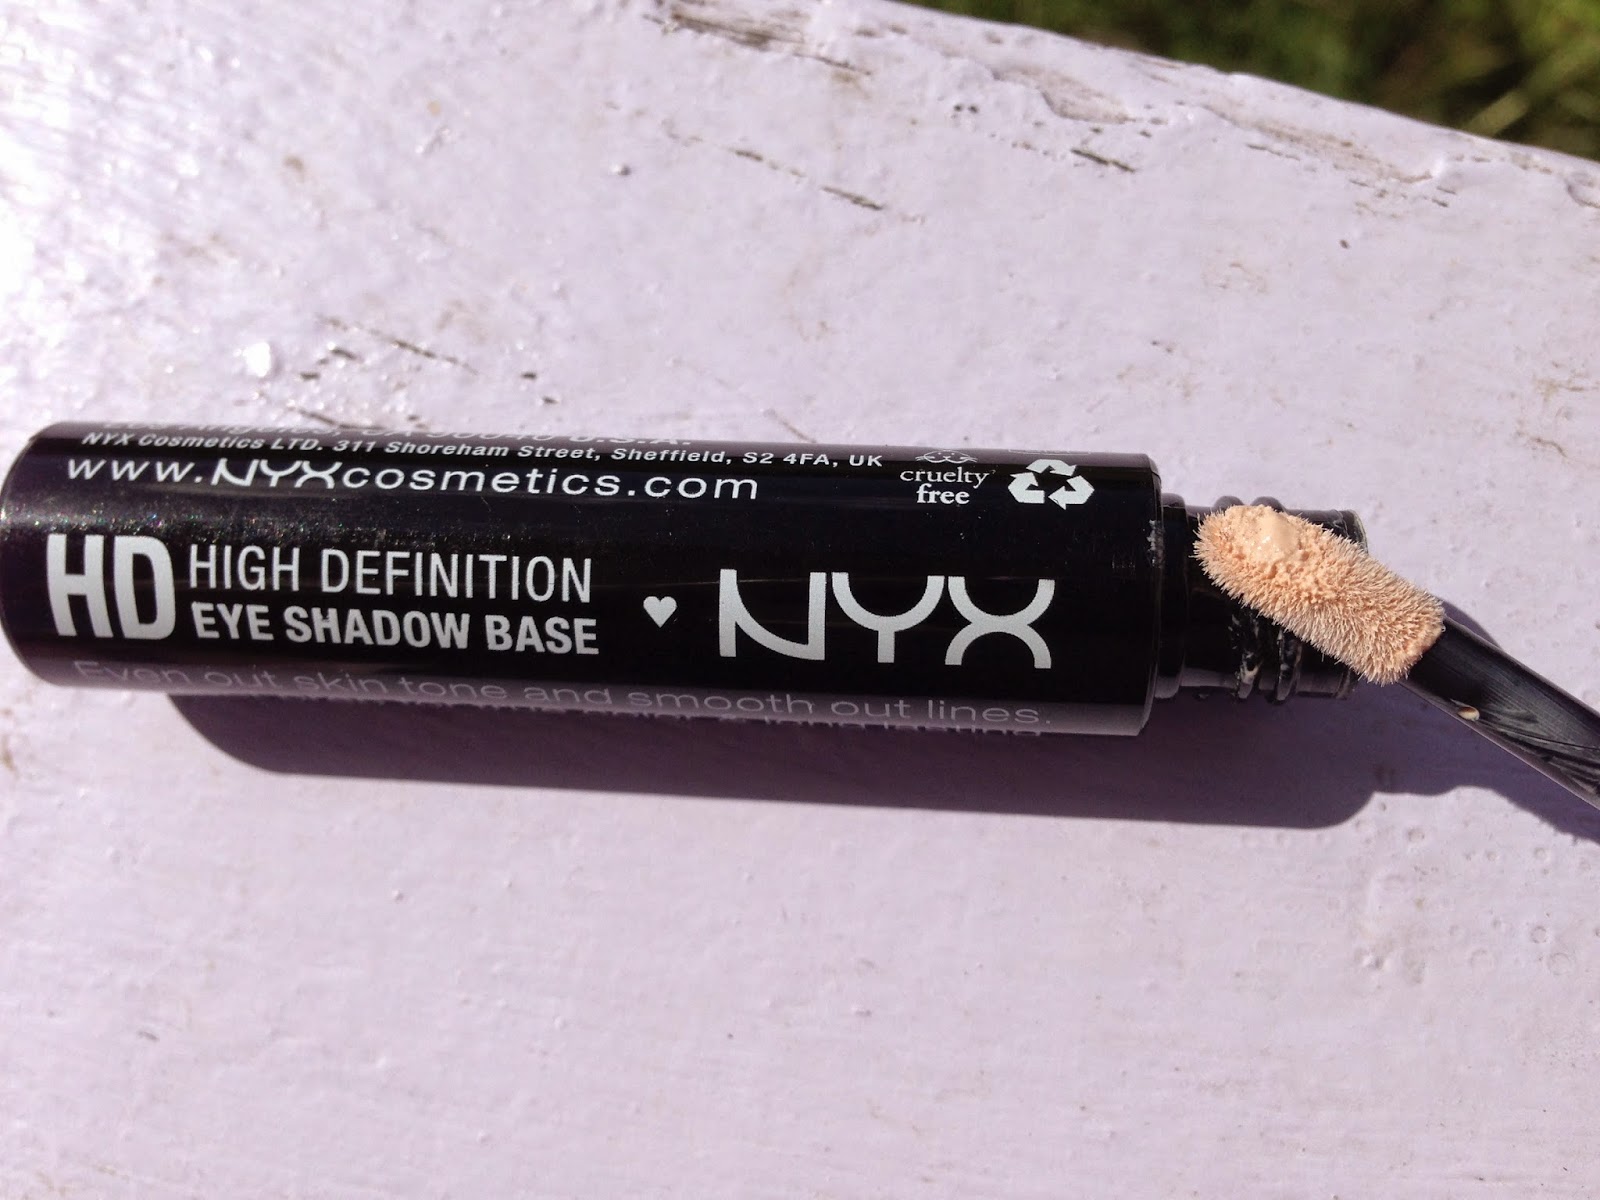 U.S.A.
NYX Cosmetics LTD. 311 Shoreham Street, Sheffield, S2 4FA, UK
www.NYXcosmetics.com
cruelty
free
HD HIGH DEFINITION
EYE SHADOW BASE
NYX
Even out skin tone and smooth out lines.